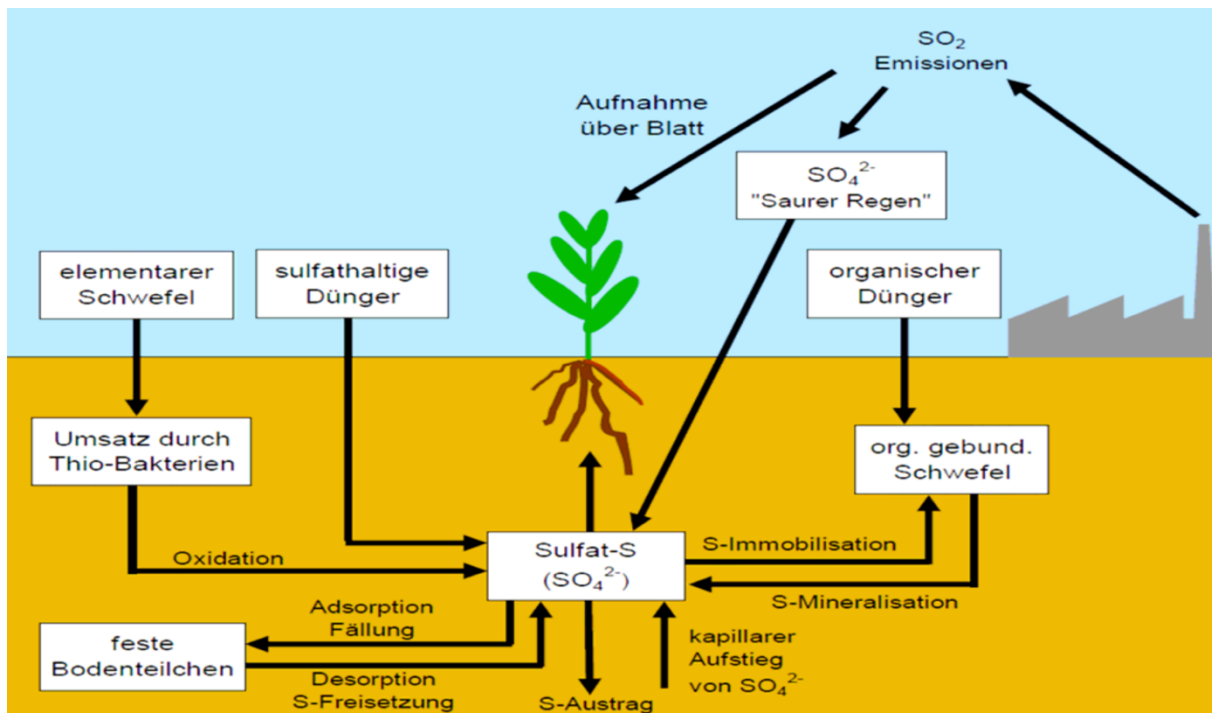 SO₂
Emissionen
Aufnahme
über Blatt
SO₄²⁻
"Saurer Regen"
elementarer
Schwefel
sulfathaltige
Dünger
organischer
Dünger
Umsatz durch
Thio-Bakterien
org. gebund.
Schwefel
Oxidation
Sulfat-S
(SO₄²⁻)
S-Immobilisation
S-Mineralisation
Adsorption
Fällung
feste
Bodenteilchen
Desorption
S-Freisetzung
S-Austrag
kapillarer
Aufstieg
von SO₄²⁻